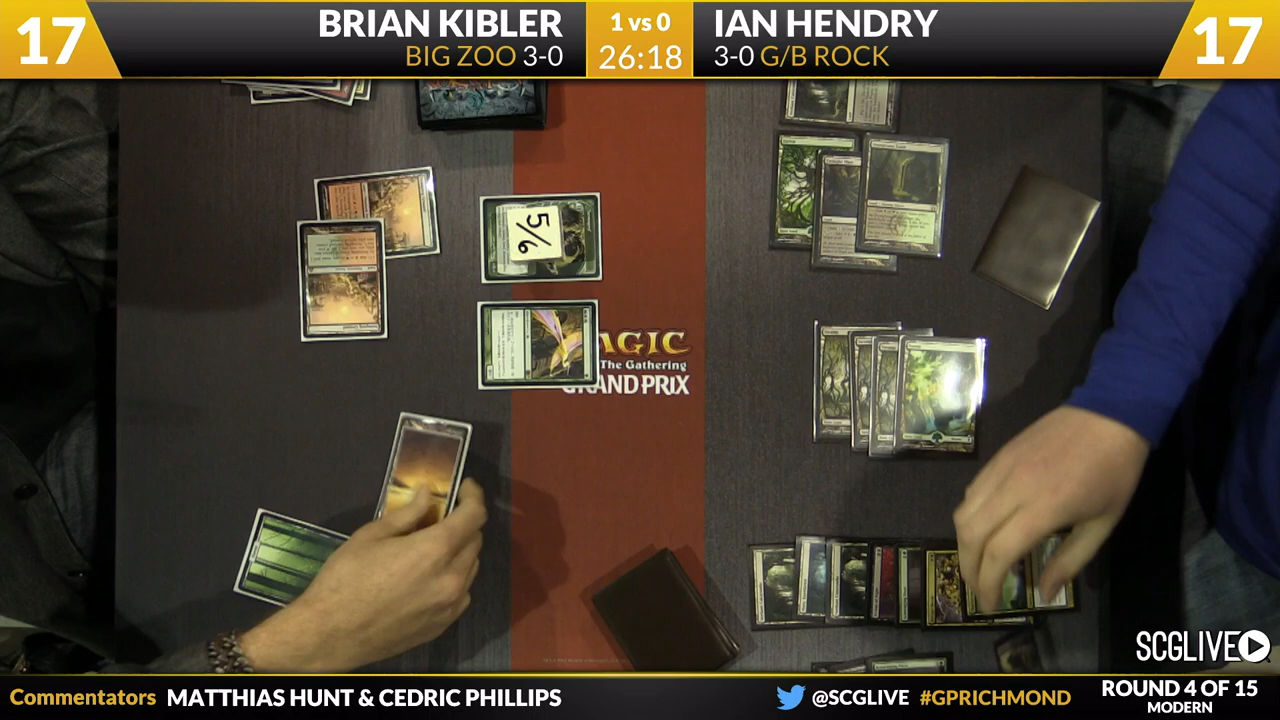 17
BRIAN KIBLER
BIG ZOO 3-0
1 vs 0
26:18
IAN HENDRY
3-0 G/B ROCK
17
5/6
MAGIC
The Gathering
GRAND PRIX
SCGLIVE
Commentators MATTHIAS HUNT & CEDRIC PHILLIPS
@SCGLIVE #GPRICHMOND
ROUND 4 OF 15
MODERN